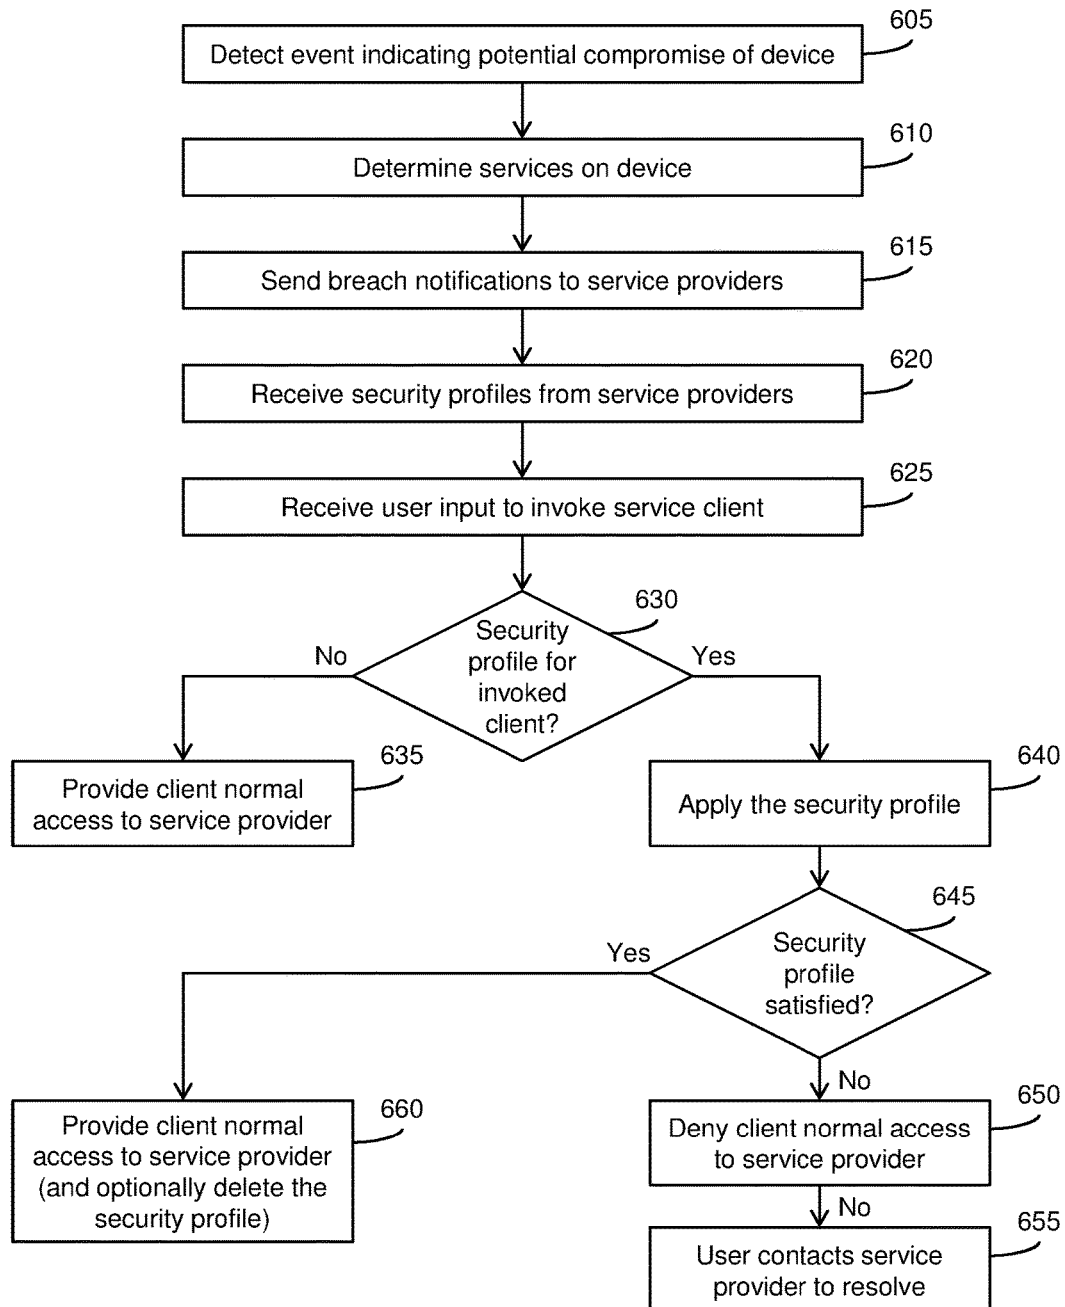 605
Detect event indicating potential compromise of device
610
Determine services on device
615
Send breach notifications to service providers
620
Receive security profiles from service providers
625
Receive user input to invoke service client
630
Security
profile for
invoked
client?
No
Yes
635
Provide client normal
access to service provider
640
Apply the security profile
645
Security
profile
satisfied?
Yes
No
660
Provide client normal
access to service provider
(and optionally delete the
security profile)
650
Deny client normal access
to service provider
No
655
User contacts service
provider to resolve